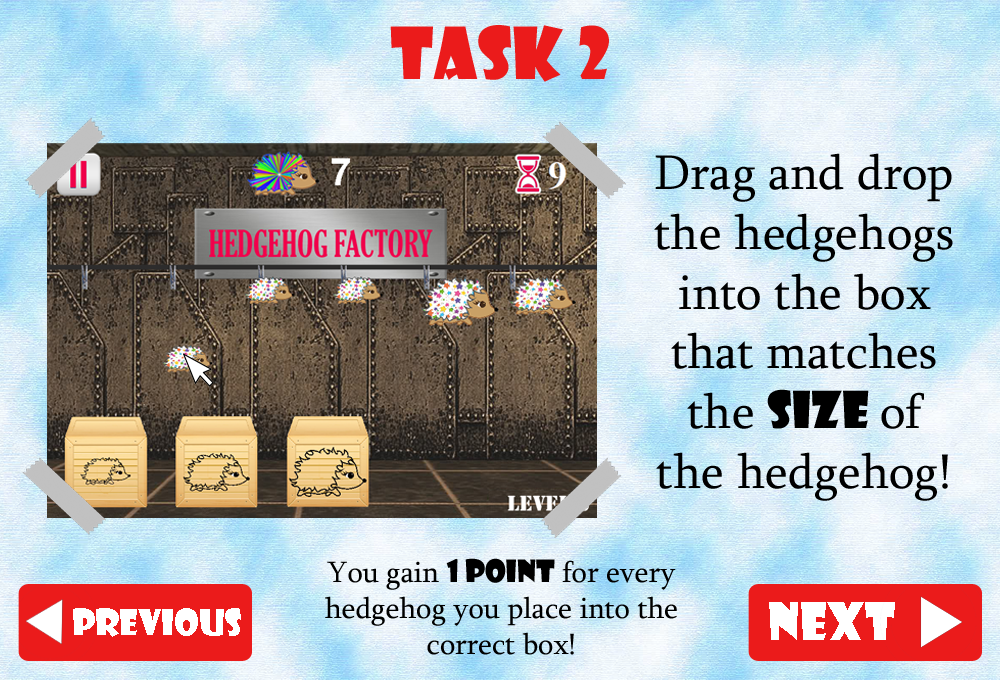 TASK 2
7
9
HEDGEHOG FACTORY
Drag and drop
the hedgehogs
into the box
that matches
the SIZE of
the hedgehog!
You gain 1 POINT for every
hedgehog you place into the
correct box!
PREVIOUS
NEXT